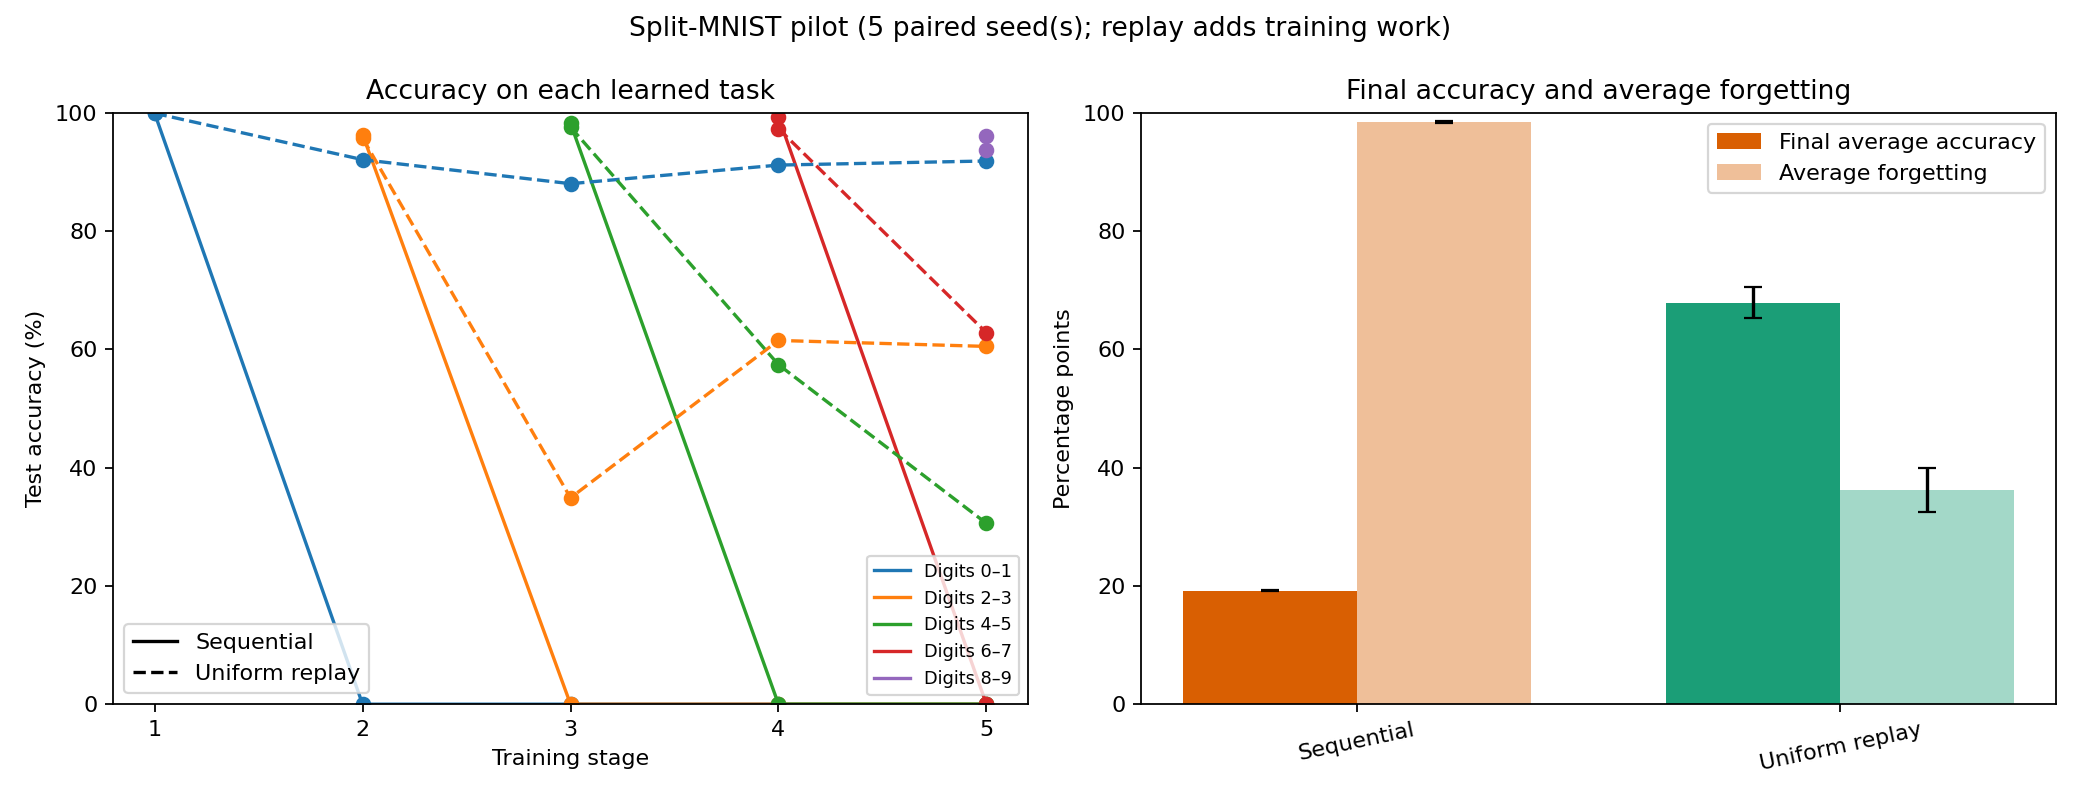 Split-MNIST pilot (5 paired seed(s); replay adds training work)
Accuracy on each learned task
Test accuracy (%)
100
80
60
40
20
0
1
2
3
4
5
Training stage
Sequential
Uniform replay
Digits 0–1
Digits 2–3
Digits 4–5
Digits 6–7
Digits 8–9
Final accuracy and average forgetting
Percentage points
100
80
60
40
20
0
Sequential
Uniform replay
Final average accuracy
Average forgetting